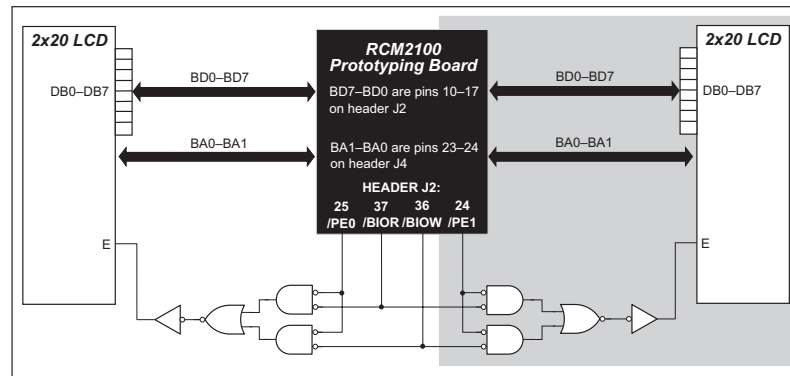 2x20 LCD
DB0–DB7
E
BD0–BD7
BA0–BA1
RCM2100
Prototyping Board
BD7–BD0 are pins 10–17
on header J2
BA1–BA0 are pins 23–24
on header J4
HEADER J2:
25 37 36 24
/PE0 /BIOR /BIOW /PE1
BD0–BD7
BA0–BA1
2x20 LCD
DB0–DB7
E